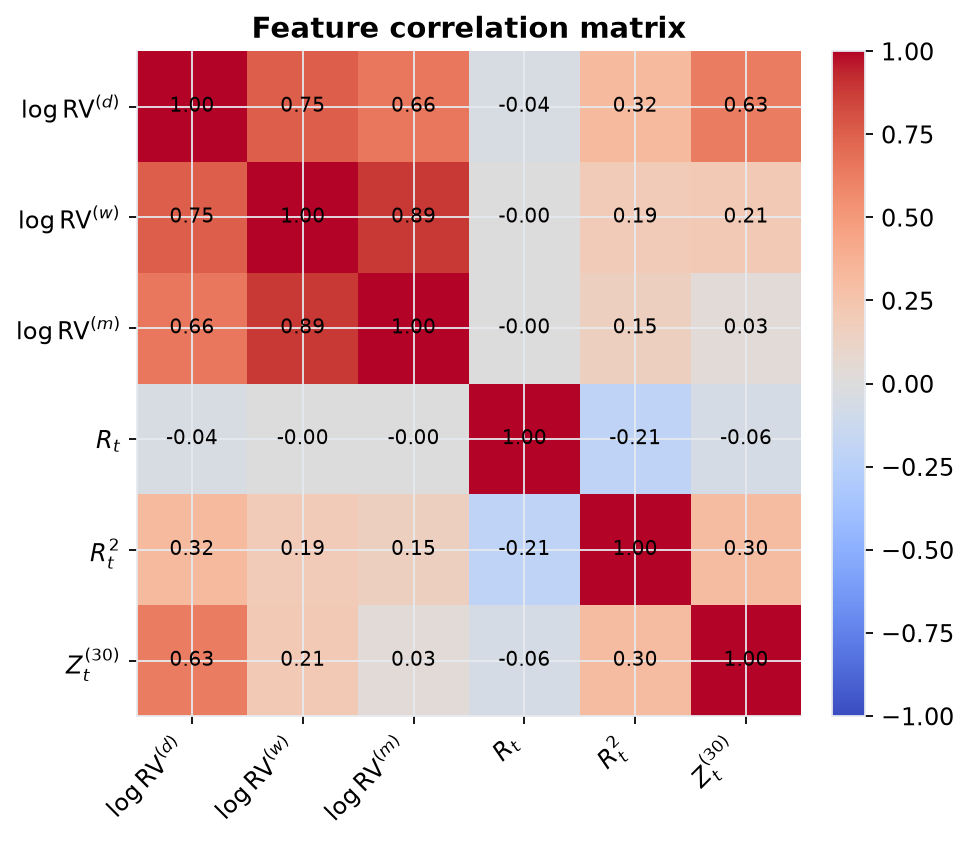 Feature correlation matrix
log RV^(d) 1.00 0.75 0.66 -0.04 0.32 0.63
log RV^(w) 0.75 1.00 0.89 -0.00 0.19 0.21
log RV^(m) 0.66 0.89 1.00 -0.00 0.15 0.03
R_t -0.04 -0.00 -0.00 1.00 -0.21 -0.06
R_t^2 0.32 0.19 0.15 -0.21 1.00 0.30
Z_t^(30) 0.63 0.21 0.03 -0.06 0.30 1.00
log RV^(d) log RV^(w) log RV^(m) R_t R_t^2 Z_t^(30)
1.00
0.75
0.50
0.25
0.00
−0.25
−0.50
−0.75
−1.00